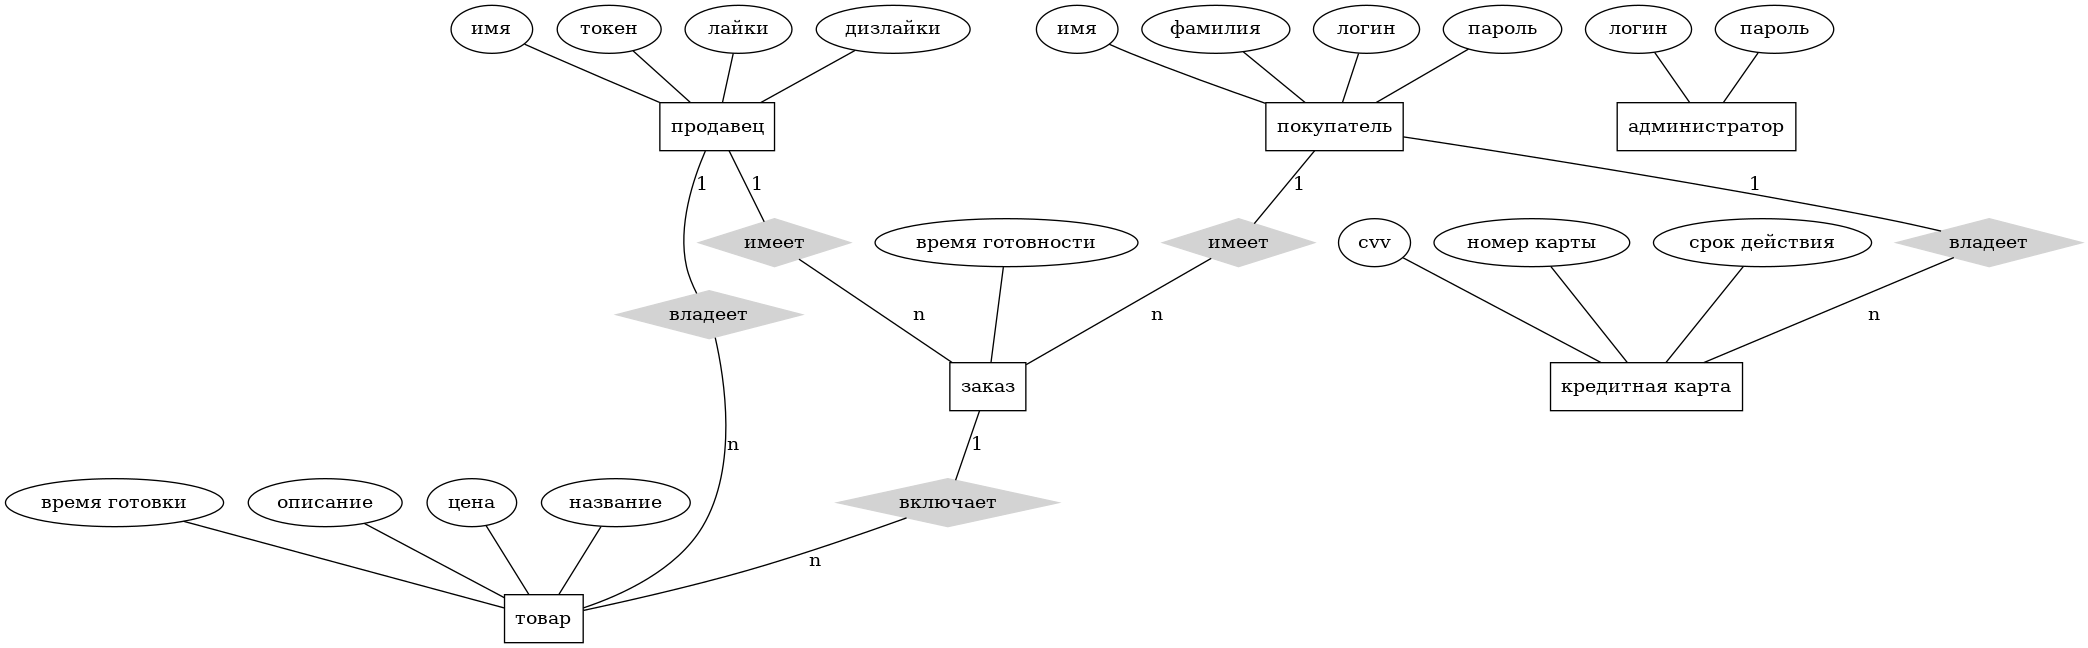 имя
токен
лайки
дизлайки
имя
фамилия
логин
пароль
логин
пароль
продавец
покупатель
администратор
1
1
1
1
имеет
время готовности
имеет
cvv
номер карты
срок действия
владеет
владеет
n
n
n
заказ
кредитная карта
n
1
время готовки
описание
цена
название
включает
n
товар